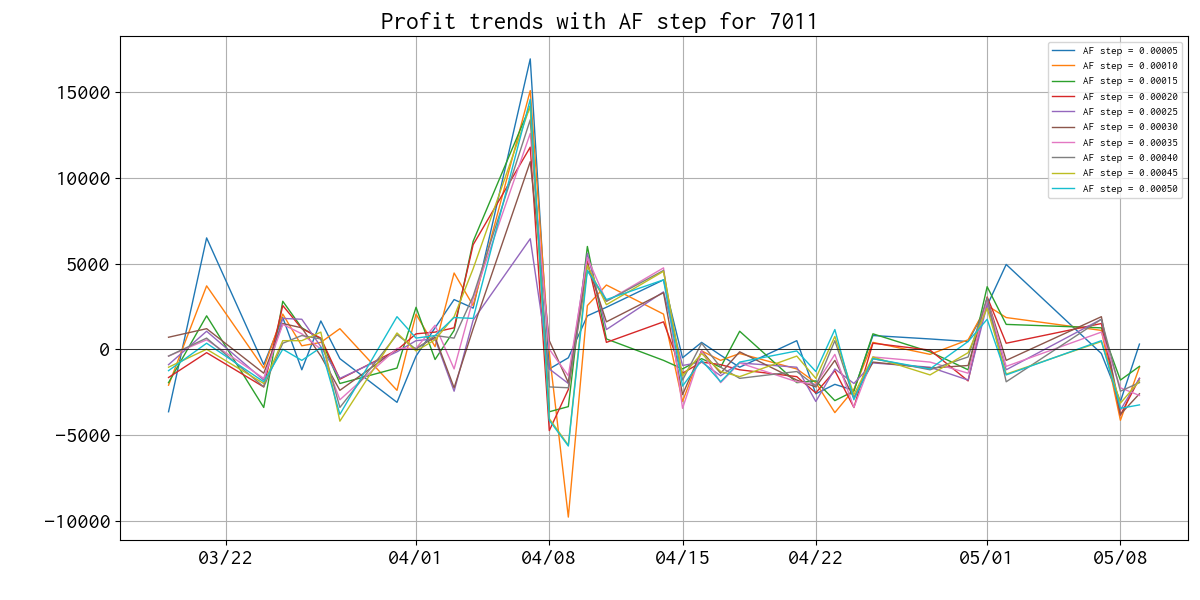 Profit trends with AF step for 7011
AF step = 0.00005
AF step = 0.00010
AF step = 0.00015
AF step = 0.00020
AF step = 0.00025
AF step = 0.00030
AF step = 0.00035
AF step = 0.00040
AF step = 0.00045
AF step = 0.00050
15000
10000
5000
0
−5000
−10000
03/22 04/01 04/08 04/15 04/22 05/01 05/08